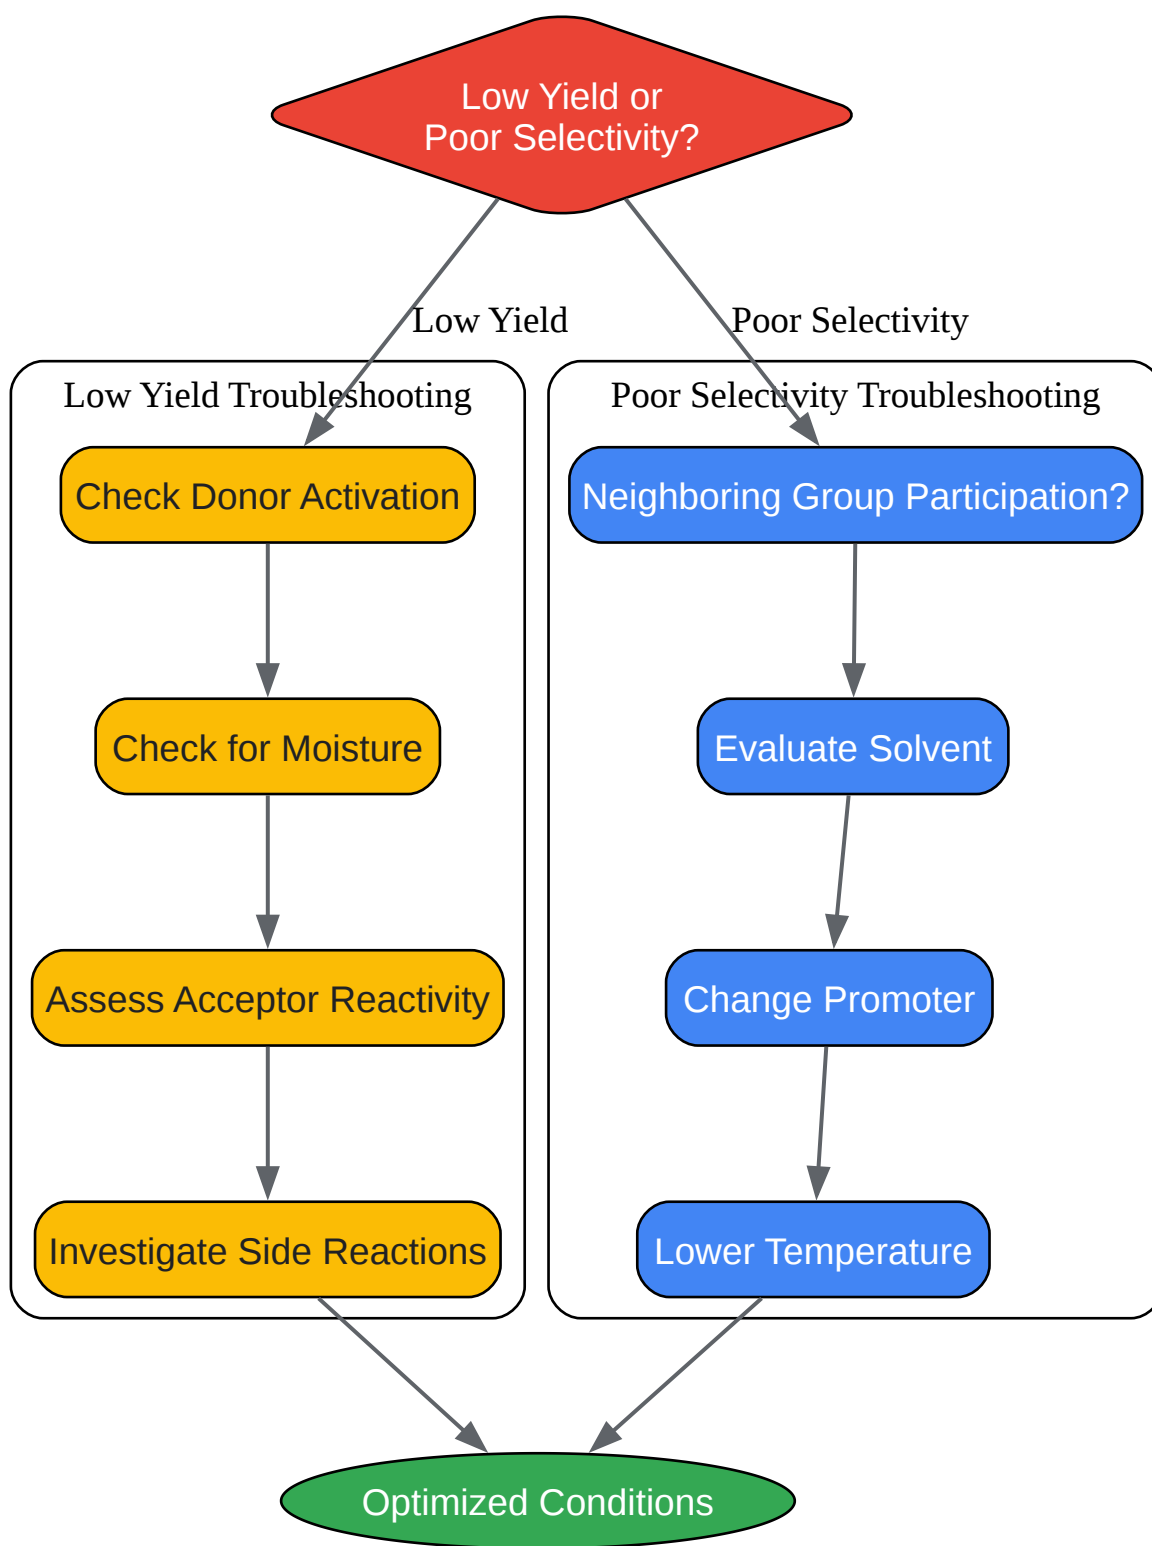 Low Yield or
Poor Selectivity?
Low Yield
Poor Selectivity
Low Yield Troubleshooting
Check Donor Activation
Check for Moisture
Assess Acceptor Reactivity
Investigate Side Reactions
Poor Selectivity Troubleshooting
Neighboring Group Participation?
Evaluate Solvent
Change Promoter
Lower Temperature
Optimized Conditions